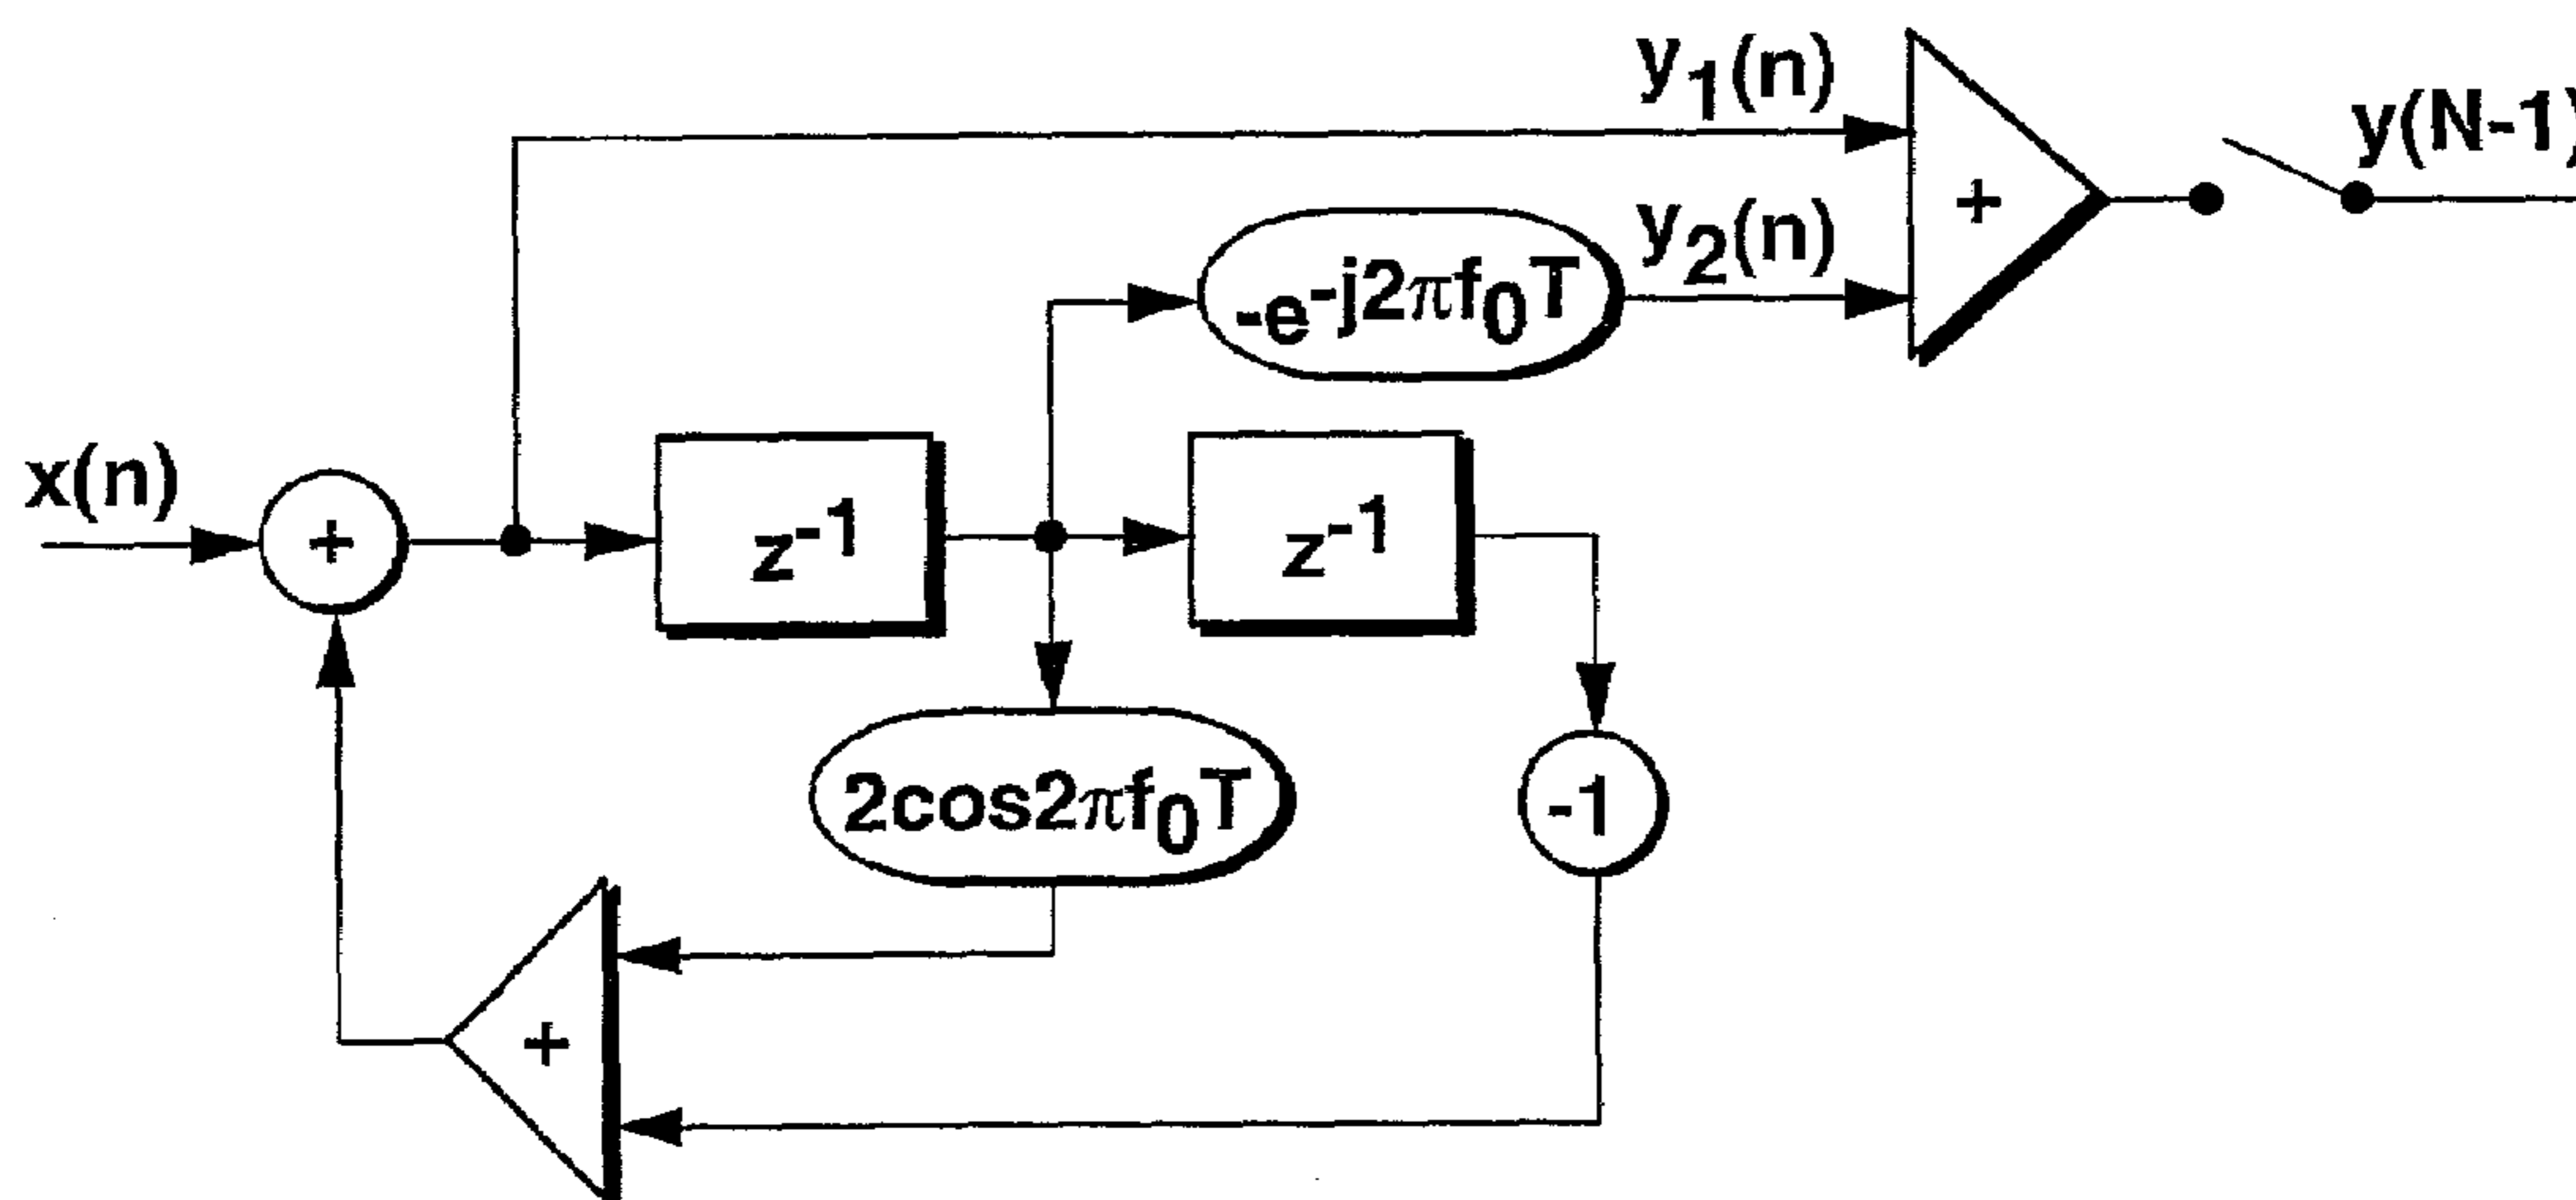 y₁(n)
y(N-1)
+
y₂(n)
-e^-j2πf₀T
x(n)
+
z⁻¹
z⁻¹
2cos2πf₀T
-1
+